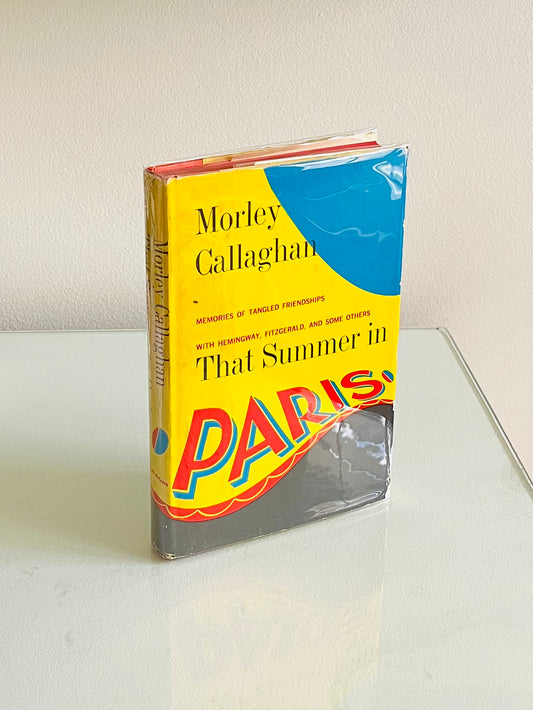 Morley
Callaghan
MEMORIES OF TANGLED FRIENDSHIPS
WITH HEMINGWAY, FITZGERALD, AND SOME OTHERS
That Summer in
PARIS.
Morley Callaghan